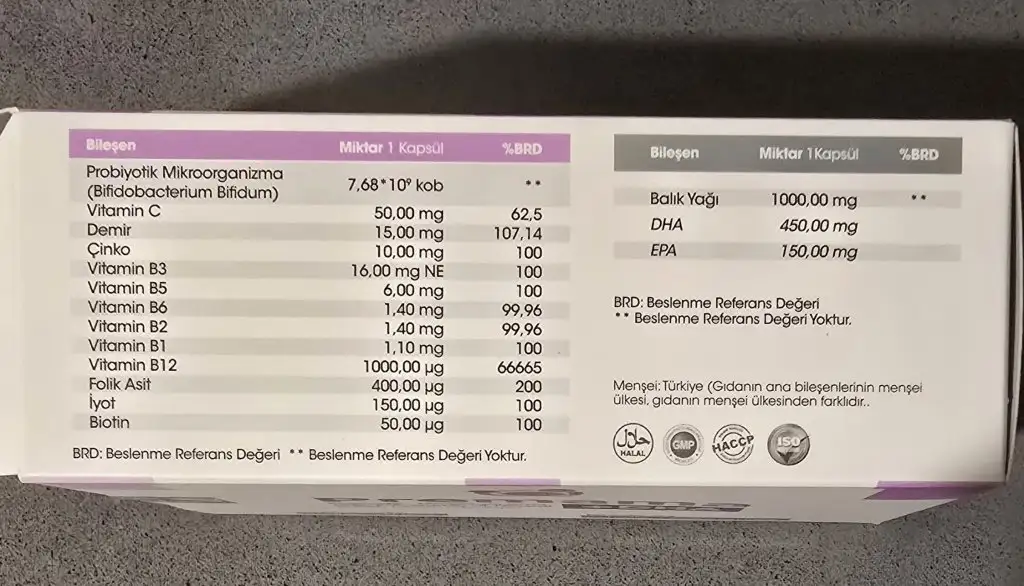 Bileşen Miktar 1 Kapsül %BRD
Probiyotik Mikroorganizma
(Bifidobacterium Bifidum) 7,68*10⁹ kob **
Vitamin C 50,00 mg 62,5
Demir 15,00 mg 107,14
Çinko 10,00 mg 100
Vitamin B3 16,00 mg NE 100
Vitamin B5 6,00 mg 100
Vitamin B6 1,40 mg 99,96
Vitamin B2 1,40 mg 99,96
Vitamin B1 1,10 mg 100
Vitamin B12 1000,00 µg 66665
Folik Asit 400,00 µg 200
İyot 150,00 µg 100
Biotin 50,00 µg 100
BRD: Beslenme Referans Değeri ** Beslenme Referans Değeri Yoktur.
Bileşen Miktar 1Kapsül %BRD
Balık Yağı 1000,00 mg **
DHA 450,00 mg
EPA 150,00 mg
BRD: Beslenme Referans Değeri
** Beslenme Referans Değeri Yoktur.
Menşei: Türkiye (Gıdanın ana bileşenlerinin menşei
ülkesi, gıdanın menşei ülkesinden farklıdır..
حلال
HALAL
GMP
HACCP
ISO